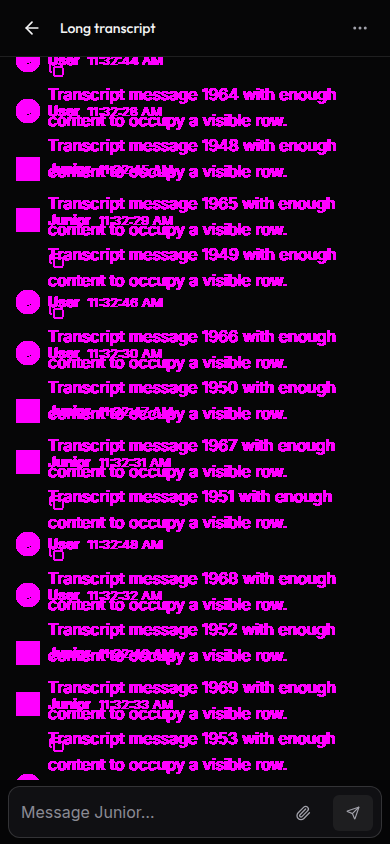 Long transcript
User 11:32:44 AM
Transcript message 1964 with enough
User 11:32:28 AM
content to occupy a visible row.
Transcript message 1948 with enough
content to occupy a visible row.
Transcript message 1965 with enough
Junior 11:32:29 AM
content to occupy a visible row.
Transcript message 1949 with enough
content to occupy a visible row.
User 11:32:46 AM
Transcript message 1966 with enough
User 11:32:30 AM
content to occupy a visible row.
Transcript message 1950 with enough
content to occupy a visible row.
Transcript message 1967 with enough
Junior 11:32:31 AM
content to occupy a visible row.
Transcript message 1951 with enough
content to occupy a visible row.
User 11:32:48 AM
Transcript message 1968 with enough
User 11:32:32 AM
content to occupy a visible row.
Transcript message 1952 with enough
content to occupy a visible row.
Transcript message 1969 with enough
Junior 11:32:33 AM
content to occupy a visible row.
Transcript message 1953 with enough
content to occupy a visible row.
Message Junior...